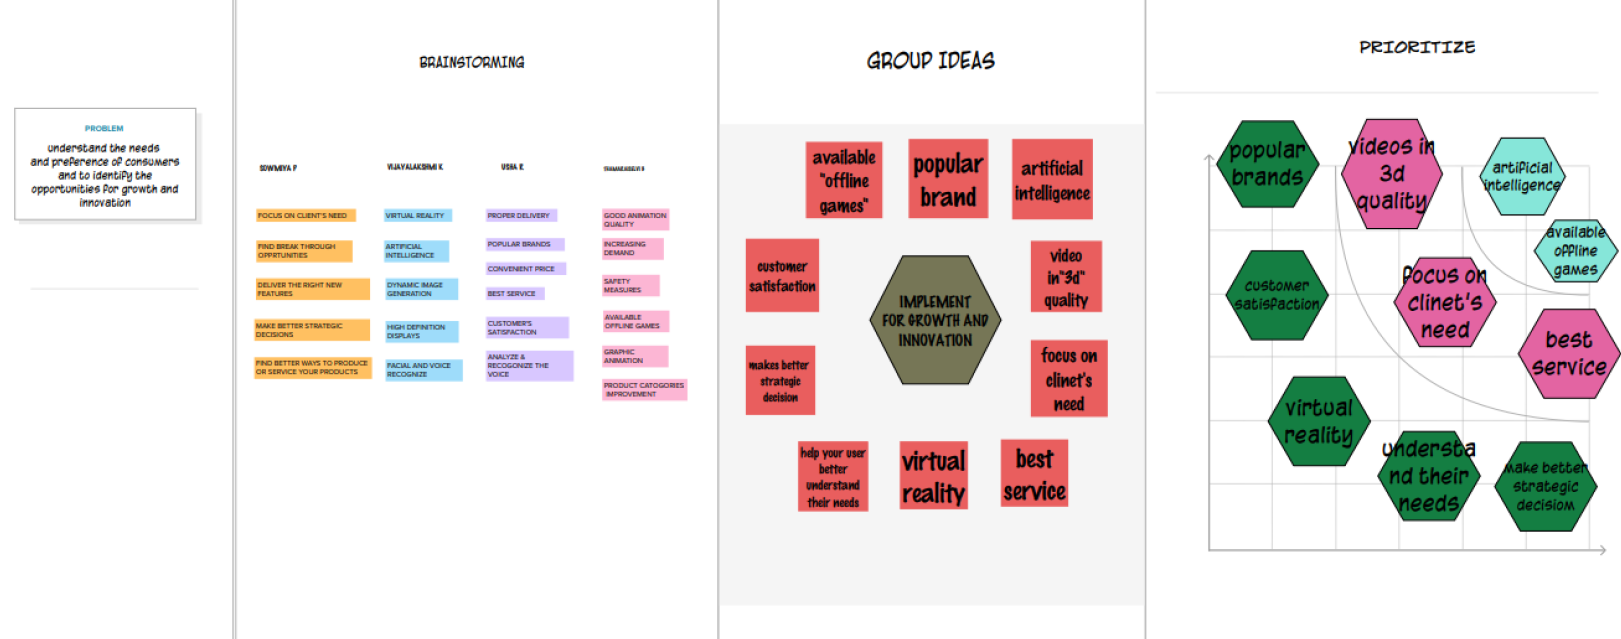 PROBLEM
understand the needs
and preference of consumers
and to identify the
opportunities for growth and
innovation
BRAINSTORMING
SOWMIYA P
FOCUS ON CLIENT'S NEED
FIND BREAK THROUGH
OPPRTUNITIES
DELIVER THE RIGHT NEW
FEATURES
MAKE BETTER STRATEGIC
DECISIONS
FIND BETTER WAYS TO PRODUCE
OR SERVICE YOUR PRODUCTS
VIJAYALAKSHMI K
VIRTUAL REALITY
ARTIFICIAL
INTELLIGENCE
DYNAMIC IMAGE
GENERATION
HIGH DEFINITION
DISPLAYS
FACIAL AND VOICE
RECOGNIZE
USHA R
PROPER DELIVERY
POPULAR BRANDS
CONVENIENT PRICE
BEST SERVICE
CUSTOMER'S
SATISFACTION
ANALYZE &
RECOGONIZE THE
VOICE
GOOD ANIMATION
QUALITY
INCREASING
DEMAND
SAFETY
MEASURES
AVAILABLE
OFFLINE GAMES
GRAPHIC
ANIMATION
PRODUCT CATOGORIES
IMPROVEMENT
GROUP IDEAS
available
"offline
games"
popular
brand
artificial
intelligence
customer
satisfaction
video
in"3d"
quality
IMPLEMENT
FOR GROWTH AND
INNOVATION
makes better
strategic
decision
focus on
clinet's
need
help your user
better
understand
their needs
virtual
reality
best
service
PRIORITIZE
popular
brands
videos in
3d
quality
artificial
intelligence
available
offline
games
customer
satisfaction
focus on
clinet's
need
best
service
virtual
reality
understa
nd their
needs
make better
strategic
decisiom